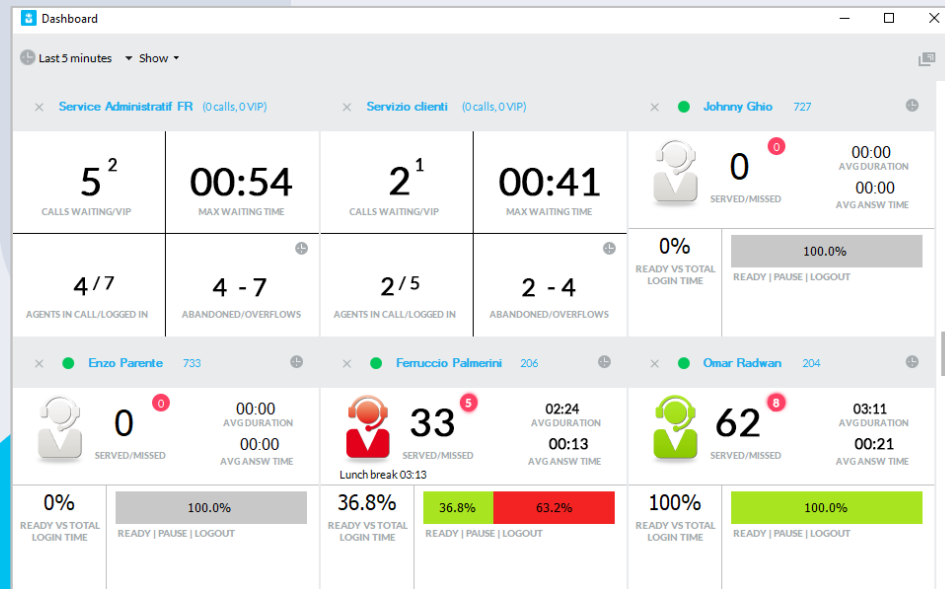 Dashboard
Last 5 minutes Show
Service Administratif FR (0 calls, 0 VIP)
5 2
CALLS WAITING/VIP
00:54
MAX WAITING TIME
4 / 7
AGENTS IN CALL/LOGGED IN
4 - 7
ABANDONED/OVERFLOWS
Servizio clienti (0 calls, 0 VIP)
2 1
CALLS WAITING/VIP
00:41
MAX WAITING TIME
2 / 5
AGENTS IN CALL/LOGGED IN
2 - 4
ABANDONED/OVERFLOWS
Johnny Ghio 727
0 0
SERVED/MISSED
00:00
AVG DURATION
00:00
AVG ANSW TIME
0%
READY VS TOTAL
LOGIN TIME
100.0%
READY | PAUSE | LOGOUT
Enzo Parente 733
0 0
SERVED/MISSED
00:00
AVG DURATION
00:00
AVG ANSW TIME
0%
READY VS TOTAL
LOGIN TIME
100.0%
READY | PAUSE | LOGOUT
Ferruccio Palmerini 206
33 5
SERVED/MISSED
Lunch break 03:13
02:24
AVG DURATION
00:13
AVG ANSW TIME
36.8%
READY VS TOTAL
LOGIN TIME
36.8% 63.2%
READY | PAUSE | LOGOUT
Omar Radwan 204
62 8
SERVED/MISSED
03:11
AVG DURATION
00:21
AVG ANSW TIME
100%
READY VS TOTAL
LOGIN TIME
100.0%
READY | PAUSE | LOGOUT